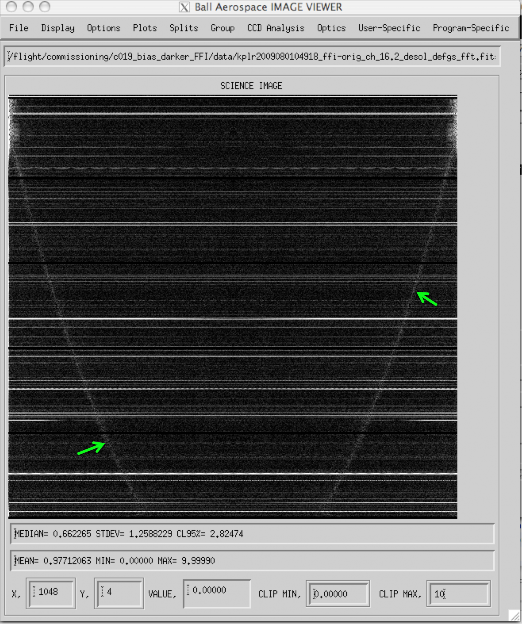 Ball Aerospace IMAGE VIEWER
File Display Options Plots Splits Group CCD Analysis Optics User-Specific Program-Specific
/flight/commissioning/c019_bias_darker_FFI/data/kplr2009080104918_ffi-orig_ch_16.2_desol_defgs_fft.fit
SCIENCE IMAGE
MEDIAN= 0.662265 STDEV= 1.2588229 CL95%= 2.82474
MEAN= 0.97712063 MIN= 0.00000 MAX= 9.99990
X, 1048 Y, 4 VALUE, 0.00000 CLIP MIN, 0.00000 CLIP MAX, 10